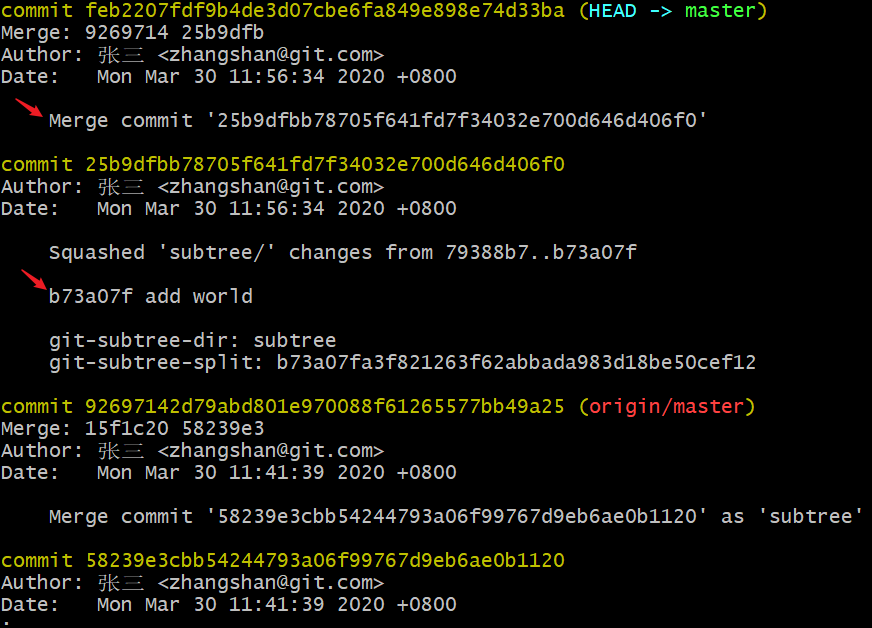 commit feb2207fdf9b4de3d07cbe6fa849e898e74d33ba (HEAD -> master)
Merge: 9269714 25b9dfb
Author: 张三 <zhangshan@git.com>
Date:   Mon Mar 30 11:56:34 2020 +0800
    Merge commit '25b9dfbb78705f641fd7f34032e700d646d406f0'
commit 25b9dfbb78705f641fd7f34032e700d646d406f0
Author: 张三 <zhangshan@git.com>
Date:   Mon Mar 30 11:56:34 2020 +0800
    Squashed 'subtree/' changes from 79388b7..b73a07f
    b73a07f add world
    git-subtree-dir: subtree
    git-subtree-split: b73a07fa3f821263f62abbada983d18be50cef12
commit 92697142d79abd801e970088f61265577bb49a25 (origin/master)
Merge: 15f1c20 58239e3
Author: 张三 <zhangshan@git.com>
Date:   Mon Mar 30 11:41:39 2020 +0800
    Merge commit '58239e3cbb54244793a06f99767d9eb6ae0b1120' as 'subtree'
commit 58239e3cbb54244793a06f99767d9eb6ae0b1120
Author: 张三 <zhangshan@git.com>
Date:   Mon Mar 30 11:41:39 2020 +0800
: